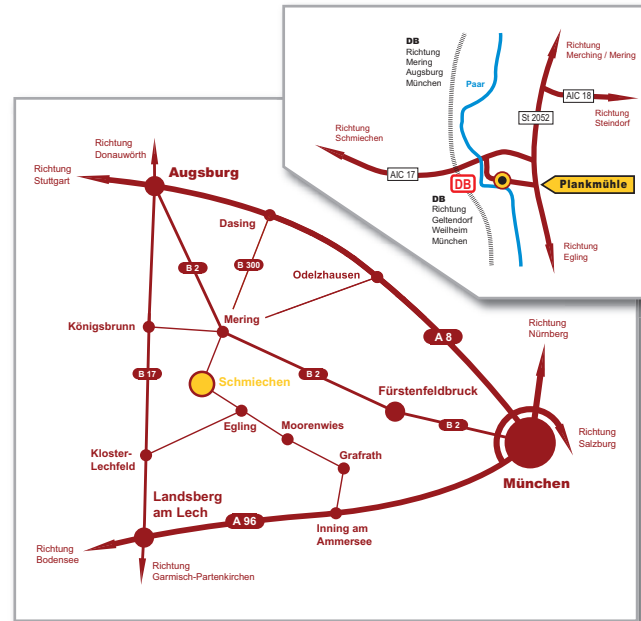 DB
Richtung
Mering
Augsburg
München
Paar
Richtung
Merching / Mering
AIC 18
St 2052
Richtung
Steindorf
Richtung
Schmiechen
AIC 17
DB
Plankmühle
DB
Richtung
Geltendorf
Weilheim
München
Richtung
Egling
Richtung
Donauwörth
Richtung
Stuttgart
Augsburg
Dasing
B 2
B 300
Odelzhausen
Königsbrunn
Mering
A 8
Richtung
Nürnberg
B 17
Schmiechen
B 2
Fürstenfeldbruck
B 2
Egling
Moorenwies
Kloster-
Lechfeld
Grafrath
Richtung
Salzburg
München
Landsberg
am Lech
A 96
Inning am
Ammersee
Richtung
Bodensee
Richtung
Garmisch-Partenkirchen